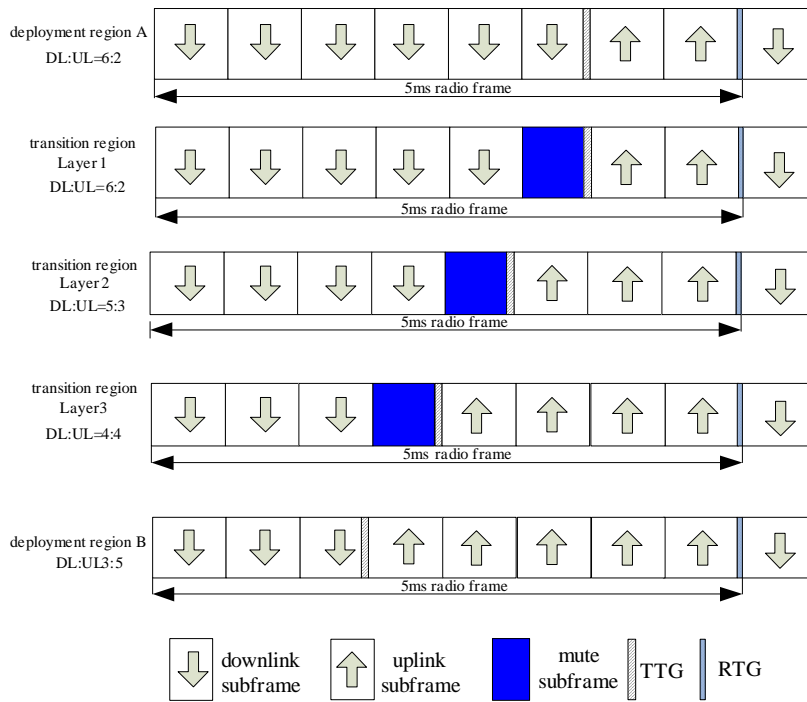 deployment region A
DL:UL=6:2
5ms radio frame
transition region
Layer 1
DL:UL=6:2
5ms radio frame
transition region
Layer 2
DL:UL=5:3
5ms radio frame
transition region
Layer3
DL:UL=4:4
5ms radio frame
deployment region B
DL:UL3:5
5ms radio frame
downlink
subframe
uplink
subframe
mute
subframe
TTG
RTG